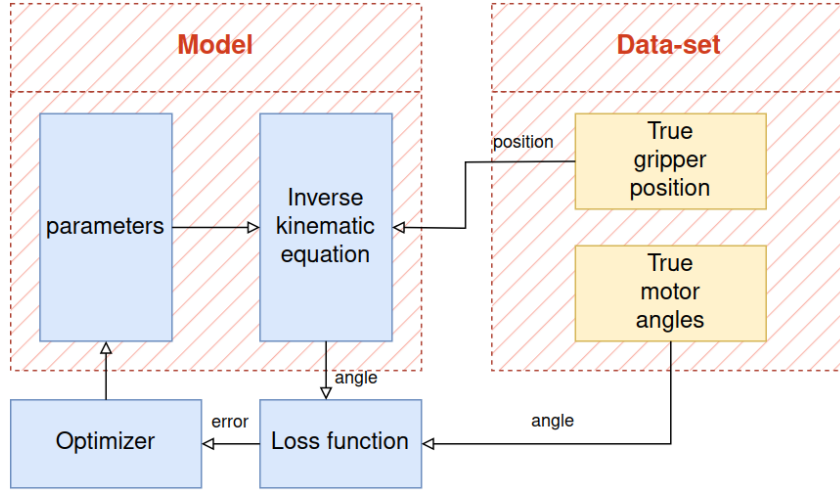 Model
Data-set
parameters
Inverse
kinematic
equation
position
True
gripper
position
True
motor
angles
angle
Optimizer
error
Loss function
angle